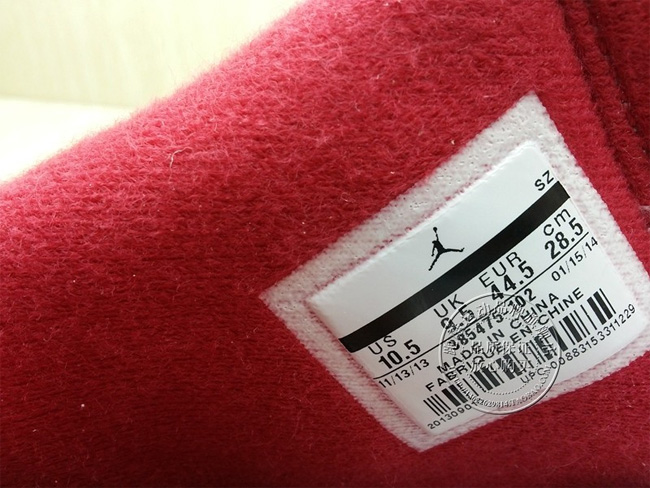 SZ
US UK EUR cm
10.5 9.5 44.5 28.5
11/13/13 01/15/14
385475 102
MADE IN CHINA
FABRIQUE EN CHINE
UPC 00883153311229